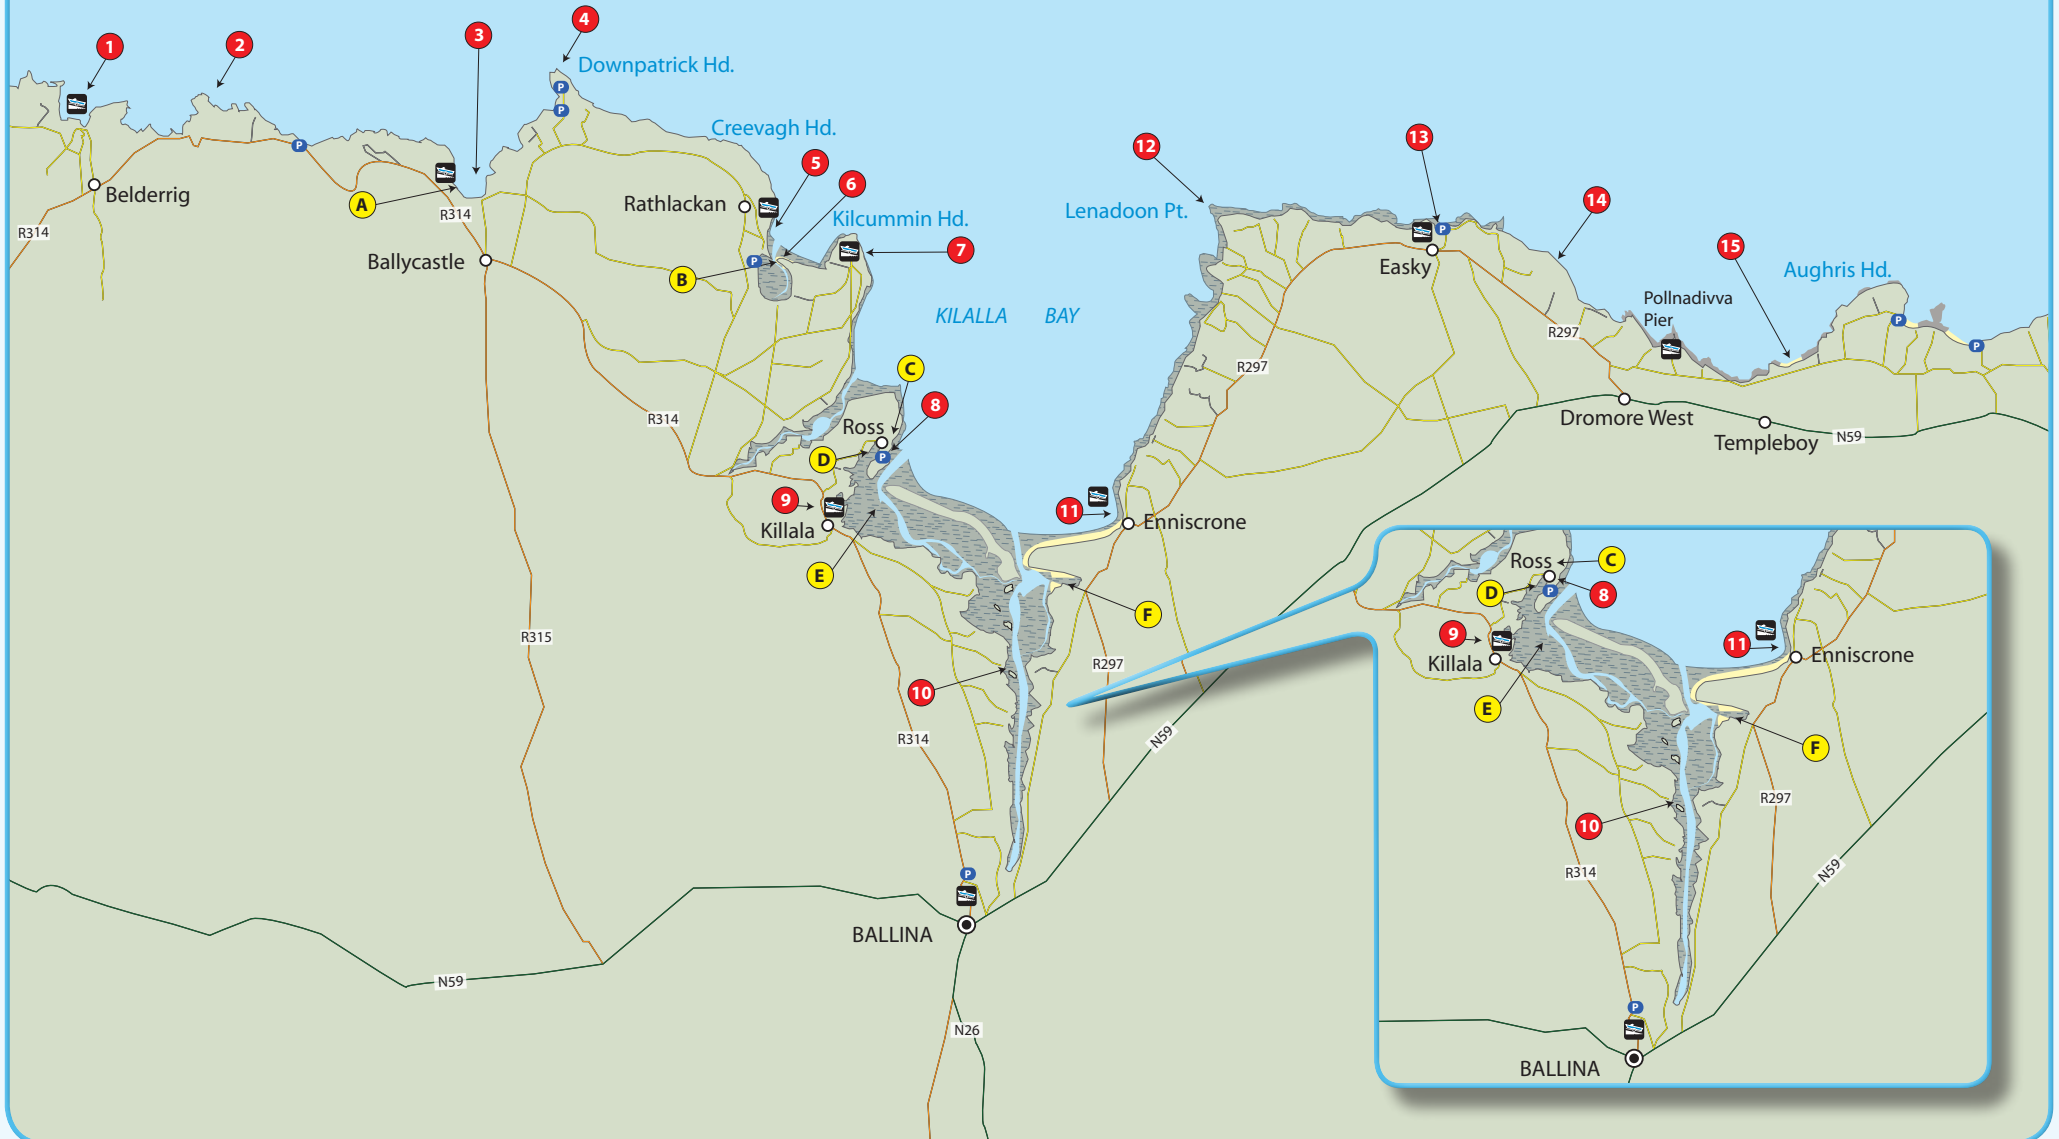 1
2
3
4
Downpatrick Hd.
P
P
Creevagh Hd.
P
5
6
12
13
A
R314
Belderrig
R314
Rathlackan
Kilcummin Hd.
Lenadoon Pt.
14
P
7
15
Ballycastle
B
P
Easky
Aughris Hd.
KILALLA BAY
Pollnadivva
Pier
P
R297
P
R297
C
8
R314
Ross
D
P
Dromore West
Templeboy
N59
9
11
Killala
Enniscrone
E
F
R315
R297
10
R314
N59
P
BALLINA
N59
N26
Ross
C
D
P
8
9
11
Killala
Enniscrone
E
F
R297
10
R314
N59
P
BALLINA